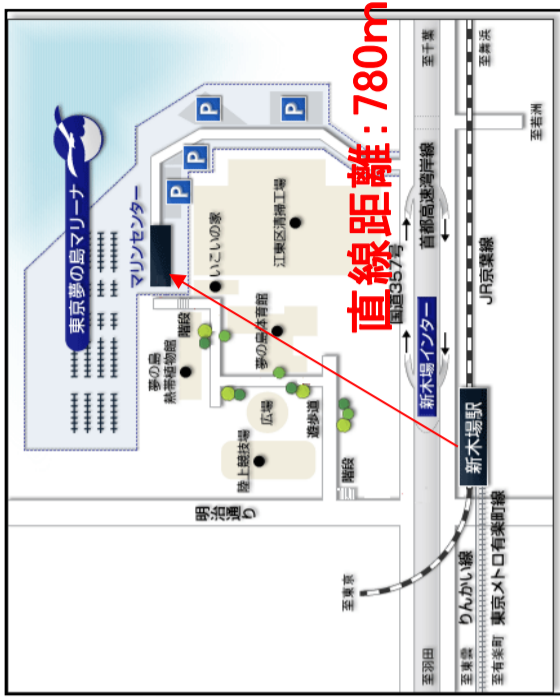 東京夢の島マリーナ
マリンセンター
P
P
P
P
直線距離：780m
いこいの家
江東区清掃工場
国道357号
首都高速湾岸線
至千葉
至舞浜
至若洲
JR京葉線
階段
夢の島
熱帯植物館
夢の島体育館
新木場インター
広場
遊歩道
陸上競技場
階段
新木場駅
明治通り
至東京
りんかい線
東京メトロ有楽町線
至羽田
至東雲
至有楽町